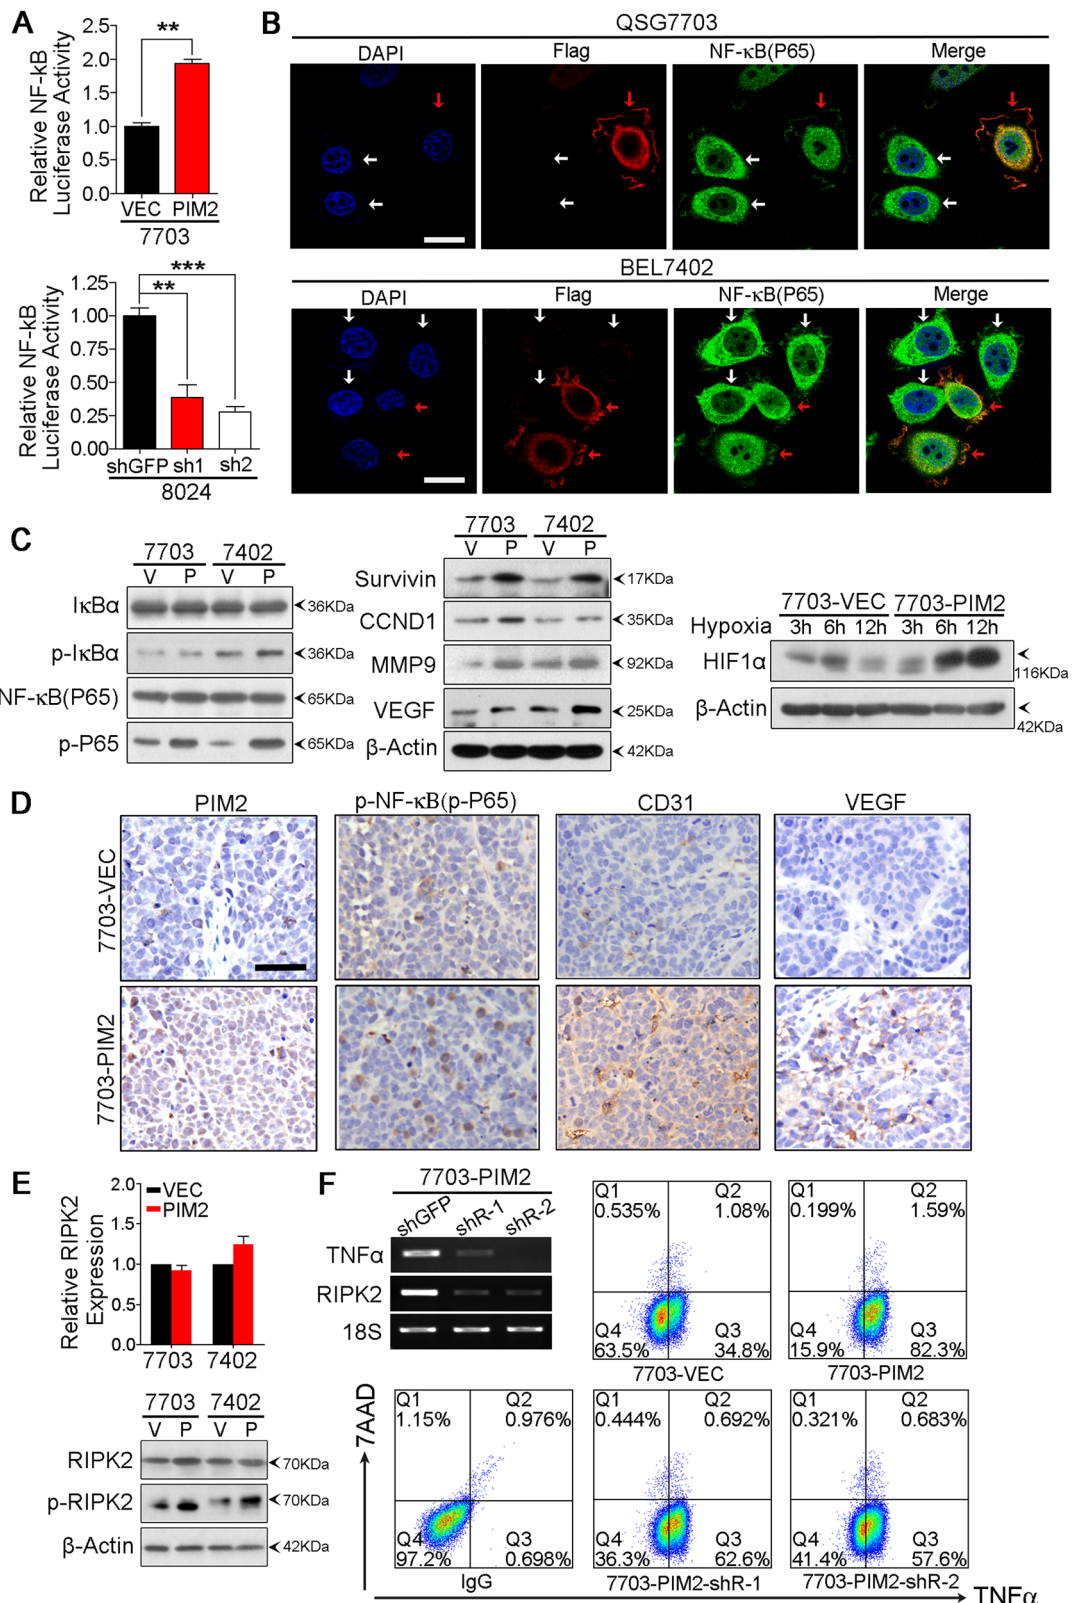 A
Relative NF-kB
Luciferase Activity
2.5
2.0
1.5
1.0
0.5
0.0
**
VEC PIM2
7703
Relative NF-kB
Luciferase Activity
1.25
1.00
0.75
0.50
0.25
0.00
***
**
shGFP sh1 sh2
8024
B
QSG7703
DAPI Flag NF-κB(P65) Merge
BEL7402
DAPI Flag NF-κB(P65) Merge
C
7703 7402
V P V P
IκBα 36KDa
p-IκBα 36KDa
NF-κB(P65) 65KDa
p-P65 65KDa
7703 7402
V P V P
Survivin 17KDa
CCND1 35KDa
MMP9 92KDa
VEGF 25KDa
β-Actin 42KDa
7703-VEC 7703-PIM2
Hypoxia 3h 6h 12h 3h 6h 12h
HIF1α 116KDa
β-Actin 42KDa
D
PIM2 p-NF-κB(p-P65) CD31 VEGF
7703-VEC
7703-PIM2
E
Relative RIPK2
Expression
2.0
1.5
1.0
0.5
0.0
VEC
PIM2
7703 7402
7703 7402
V P V P
RIPK2 70KDa
p-RIPK2 70KDa
β-Actin 42KDa
F
7703-PIM2
shGFP shR-1 shR-2
TNFα
RIPK2
18S
Q1 Q2
0.535% 1.08%
Q4 Q3
63.5% 34.8%
7703-VEC
Q1 Q2
0.199% 1.59%
Q4 Q3
15.9% 82.3%
7703-PIM2
7AAD
Q1 Q2
1.15% 0.976%
Q4 Q3
97.2% 0.698%
IgG
Q1 Q2
0.444% 0.692%
Q4 Q3
36.3% 62.6%
7703-PIM2-shR-1
Q1 Q2
0.321% 0.683%
Q4 Q3
41.4% 57.6%
7703-PIM2-shR-2
TNFα